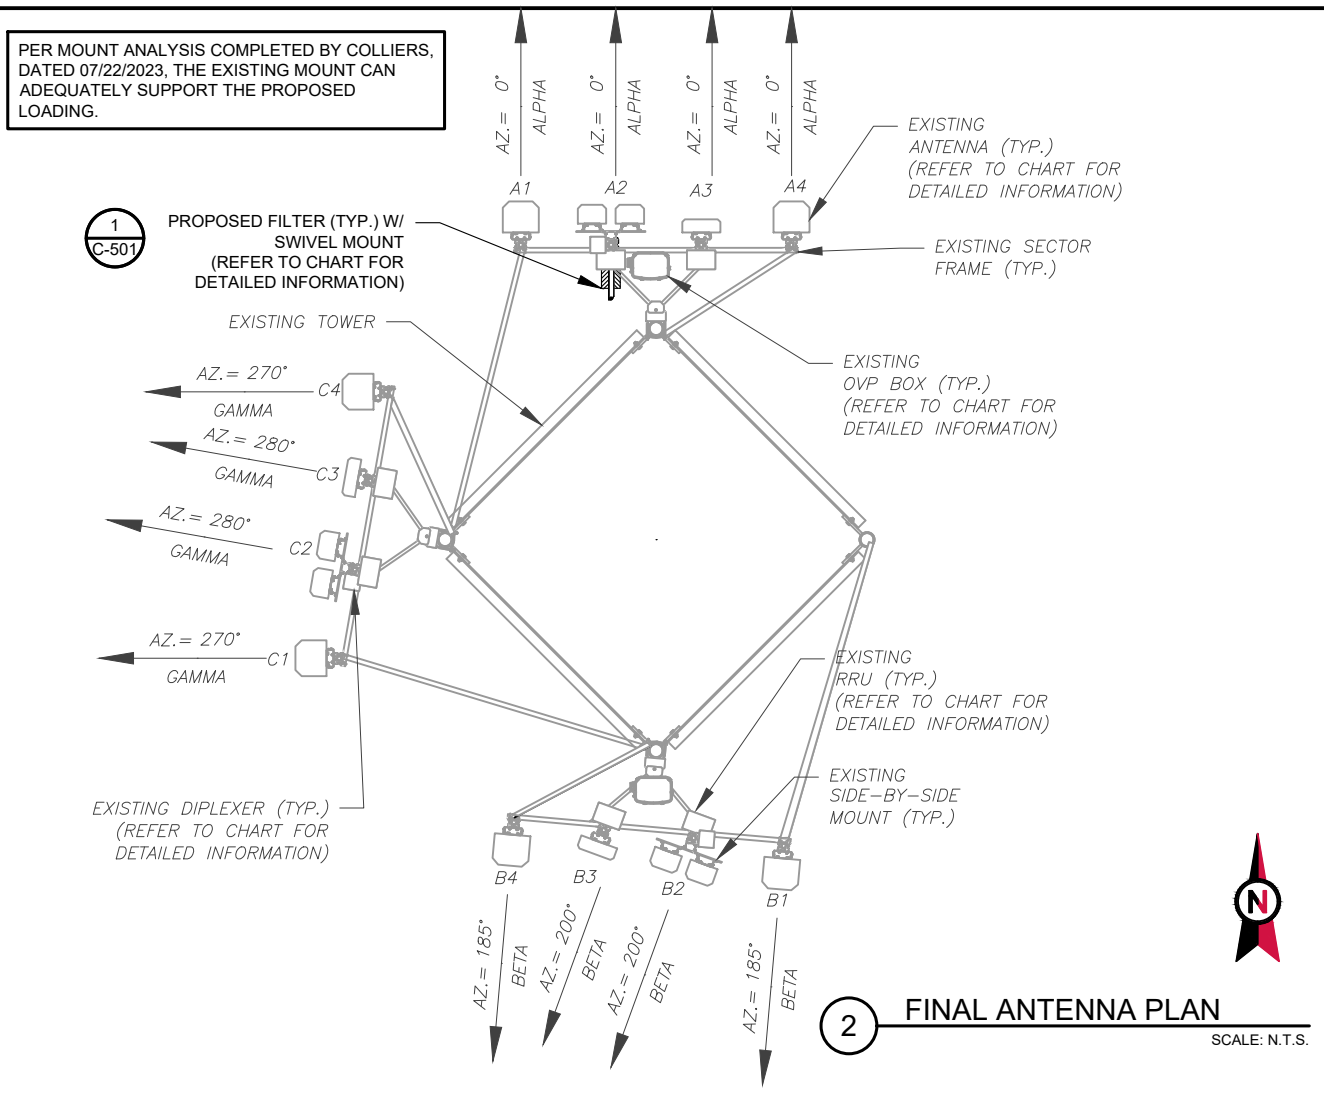 PER MOUNT ANALYSIS COMPLETED BY COLLIERS,
DATED 07/22/2023, THE EXISTING MOUNT CAN
ADEQUATELY SUPPORT THE PROPOSED
LOADING.
AZ.= 0°
ALPHA
AZ.= 0°
ALPHA
AZ.= 0°
ALPHA
AZ.= 0°
ALPHA
A1
A2
A3
A4
EXISTING
ANTENNA (TYP.)
(REFER TO CHART FOR
DETAILED INFORMATION)
1
C-501
PROPOSED FILTER (TYP.) W/
SWIVEL MOUNT
(REFER TO CHART FOR
DETAILED INFORMATION)
EXISTING SECTOR
FRAME (TYP.)
EXISTING TOWER
EXISTING
OVP BOX (TYP.)
(REFER TO CHART FOR
DETAILED INFORMATION)
AZ.= 270°
GAMMA
C4
AZ.= 280°
GAMMA
C3
AZ.= 280°
GAMMA
C2
AZ.= 270°
GAMMA
C1
EXISTING
RRU (TYP.)
(REFER TO CHART FOR
DETAILED INFORMATION)
EXISTING
SIDE-BY-SIDE
MOUNT (TYP.)
EXISTING DIPLEXER (TYP.)
(REFER TO CHART FOR
DETAILED INFORMATION)
B4
B3
B2
B1
AZ.= 185°
BETA
AZ.= 200°
BETA
AZ.= 200°
BETA
AZ.= 185°
BETA
N
2
FINAL ANTENNA PLAN
SCALE: N.T.S.